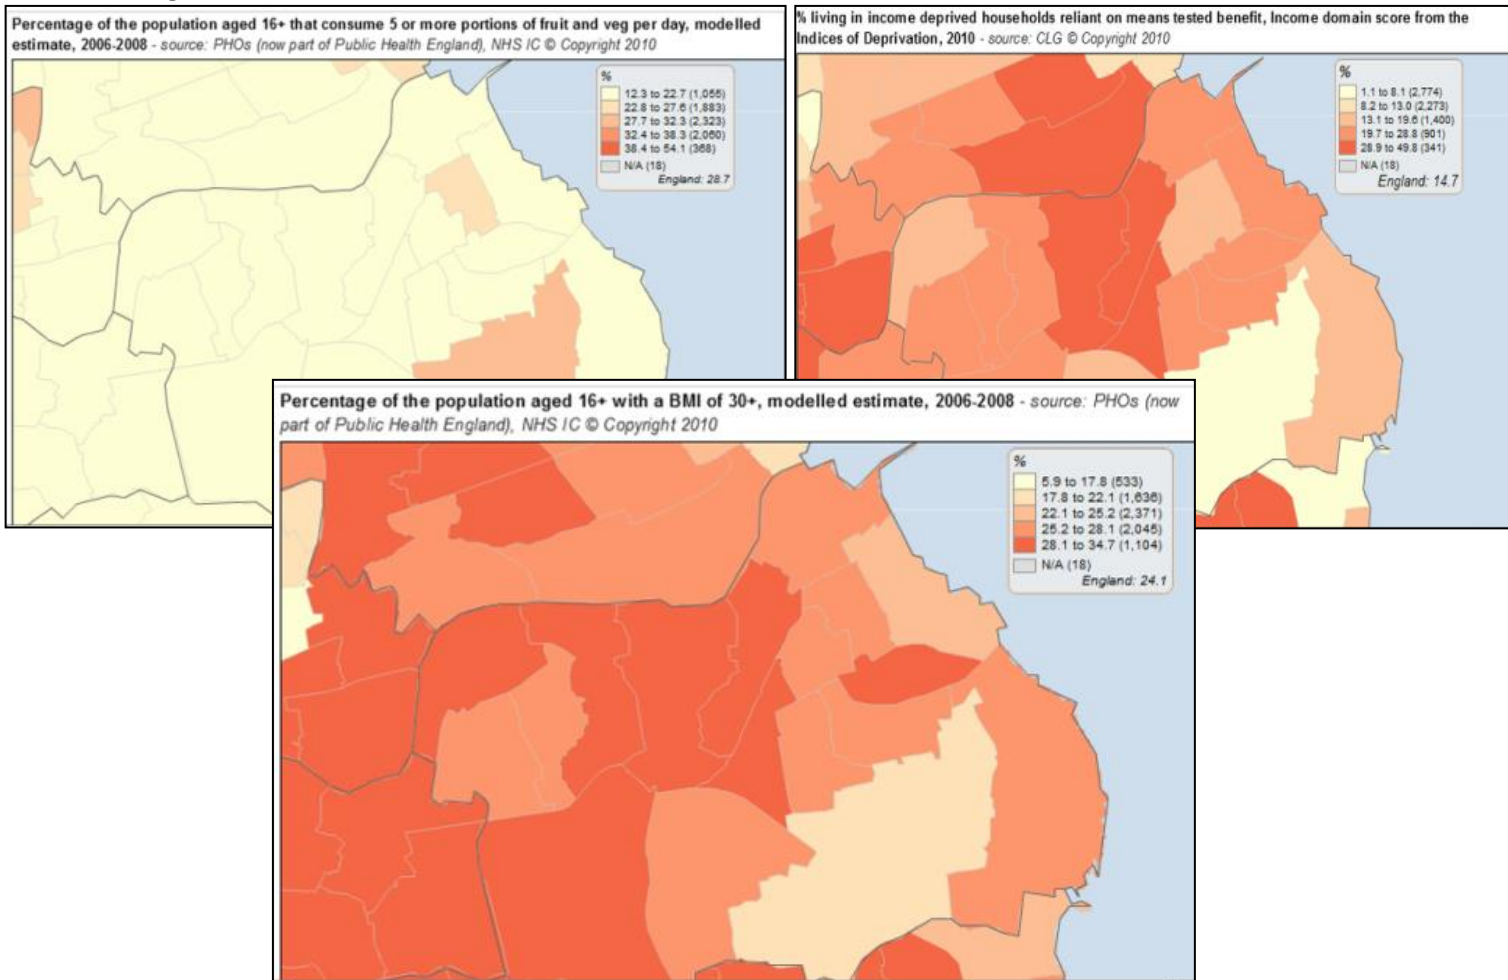 Percentage of the population aged 16+ that consume 5 or more portions of fruit and veg per day, modelled
estimate, 2006-2008 - source: PHOs (now part of Public Health England), NHS IC © Copyright 2010
%
12.3 to 22.7 (1,055)
22.8 to 27.6 (1,883)
27.7 to 32.3 (2,323)
32.4 to 38.3 (2,060)
38.4 to 54.1 (368)
N/A (18)
England: 28.7
% living in income deprived households reliant on means tested benefit, Income domain score from the
Indices of Deprivation, 2010 - source: CLG © Copyright 2010
%
1.1 to 8.1 (2,774)
8.2 to 13.0 (2,273)
13.1 to 19.6 (1,400)
19.7 to 28.8 (901)
28.9 to 49.8 (341)
N/A (18)
England: 14.7
Percentage of the population aged 16+ with a BMI of 30+, modelled estimate, 2006-2008 - source: PHOs (now
part of Public Health England), NHS IC © Copyright 2010
%
5.9 to 17.8 (533)
17.8 to 22.1 (1,636)
22.1 to 25.2 (2,371)
25.2 to 28.1 (2,045)
28.1 to 34.7 (1,104)
N/A (18)
England: 24.1